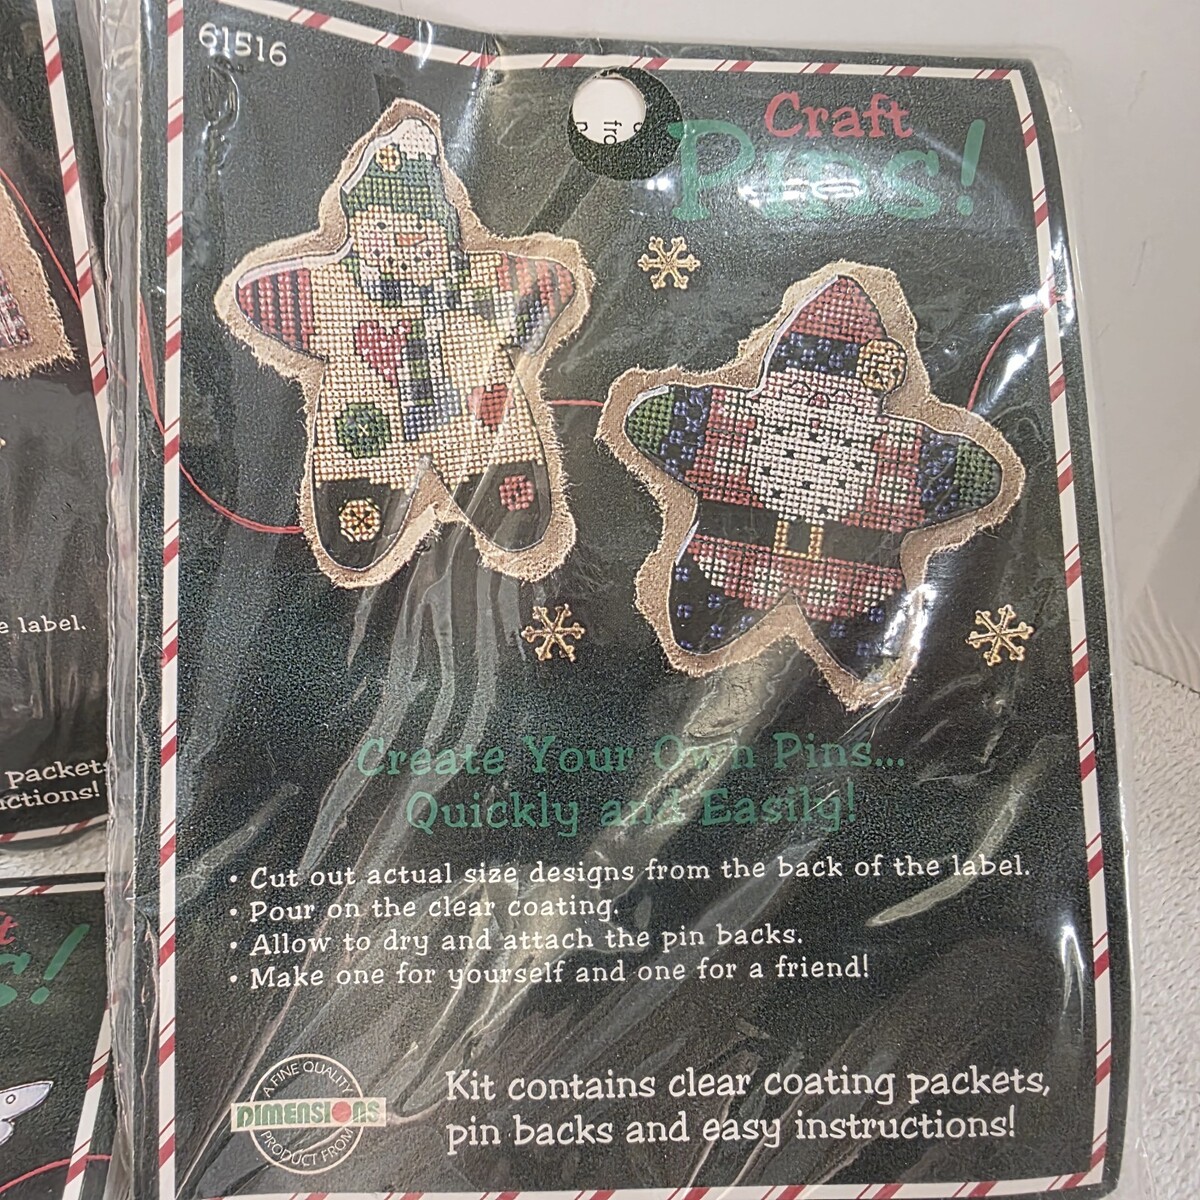 61516
Craft
Pins!
Create Your Own Pins...
Quickly and Easily!
• Cut out actual size designs from the back of the label.
• Pour on the clear coating.
• Allow to dry and attach the pin backs.
• Make one for yourself and one for a friend!
A FINE QUALITY
DIMENSIONS
PRODUCT FROM
Kit contains clear coating packets,
pin backs and easy instructions!
label.
packets